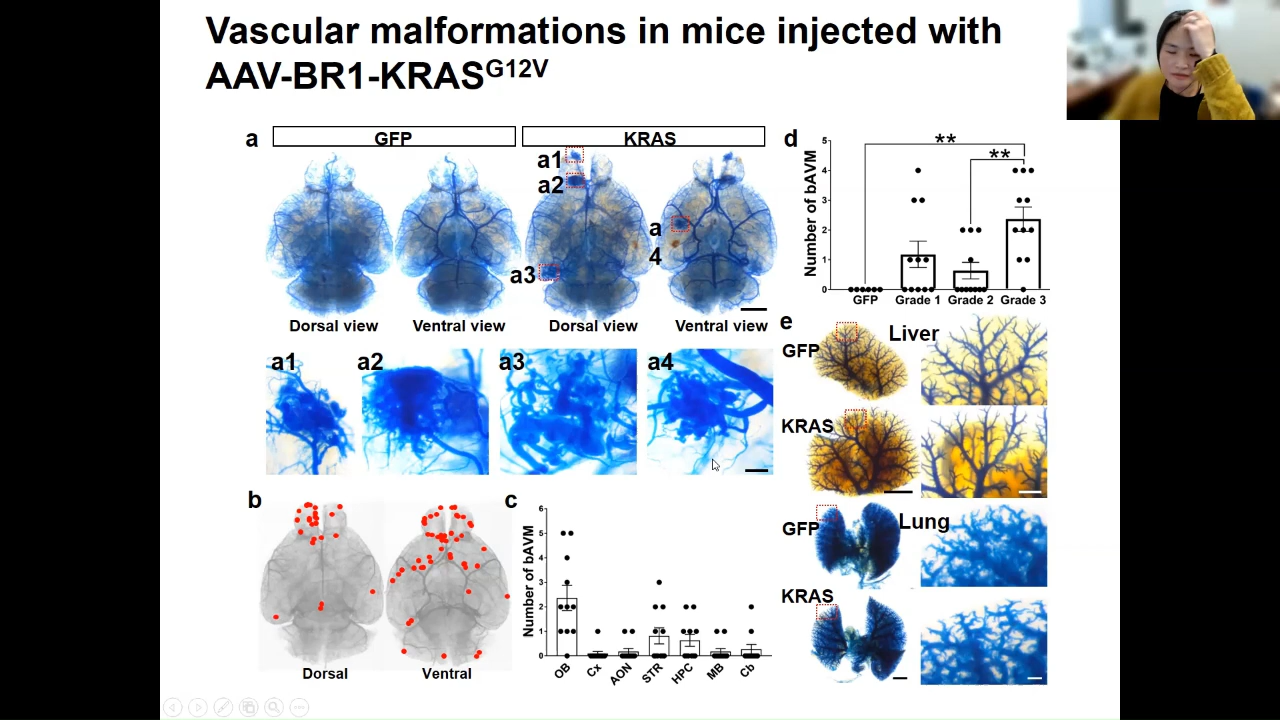 Vascular malformations in mice injected with
AAV-BR1-KRASG12V
a
GFP
KRAS
a1
a2
a3
a
4
Dorsal view
Ventral view
Dorsal view
Ventral view
a1
a2
a3
a4
b
Dorsal
Ventral
c
Number of bAVM
6
5
4
3
2
1
0
OB
Cx
AON
STR
HPC
MB
Cb
d
Number of bAVM
5
4
3
2
1
0
**
**
GFP
Grade 1
Grade 2
Grade 3
e
Liver
GFP
KRAS
Lung
GFP
KRAS